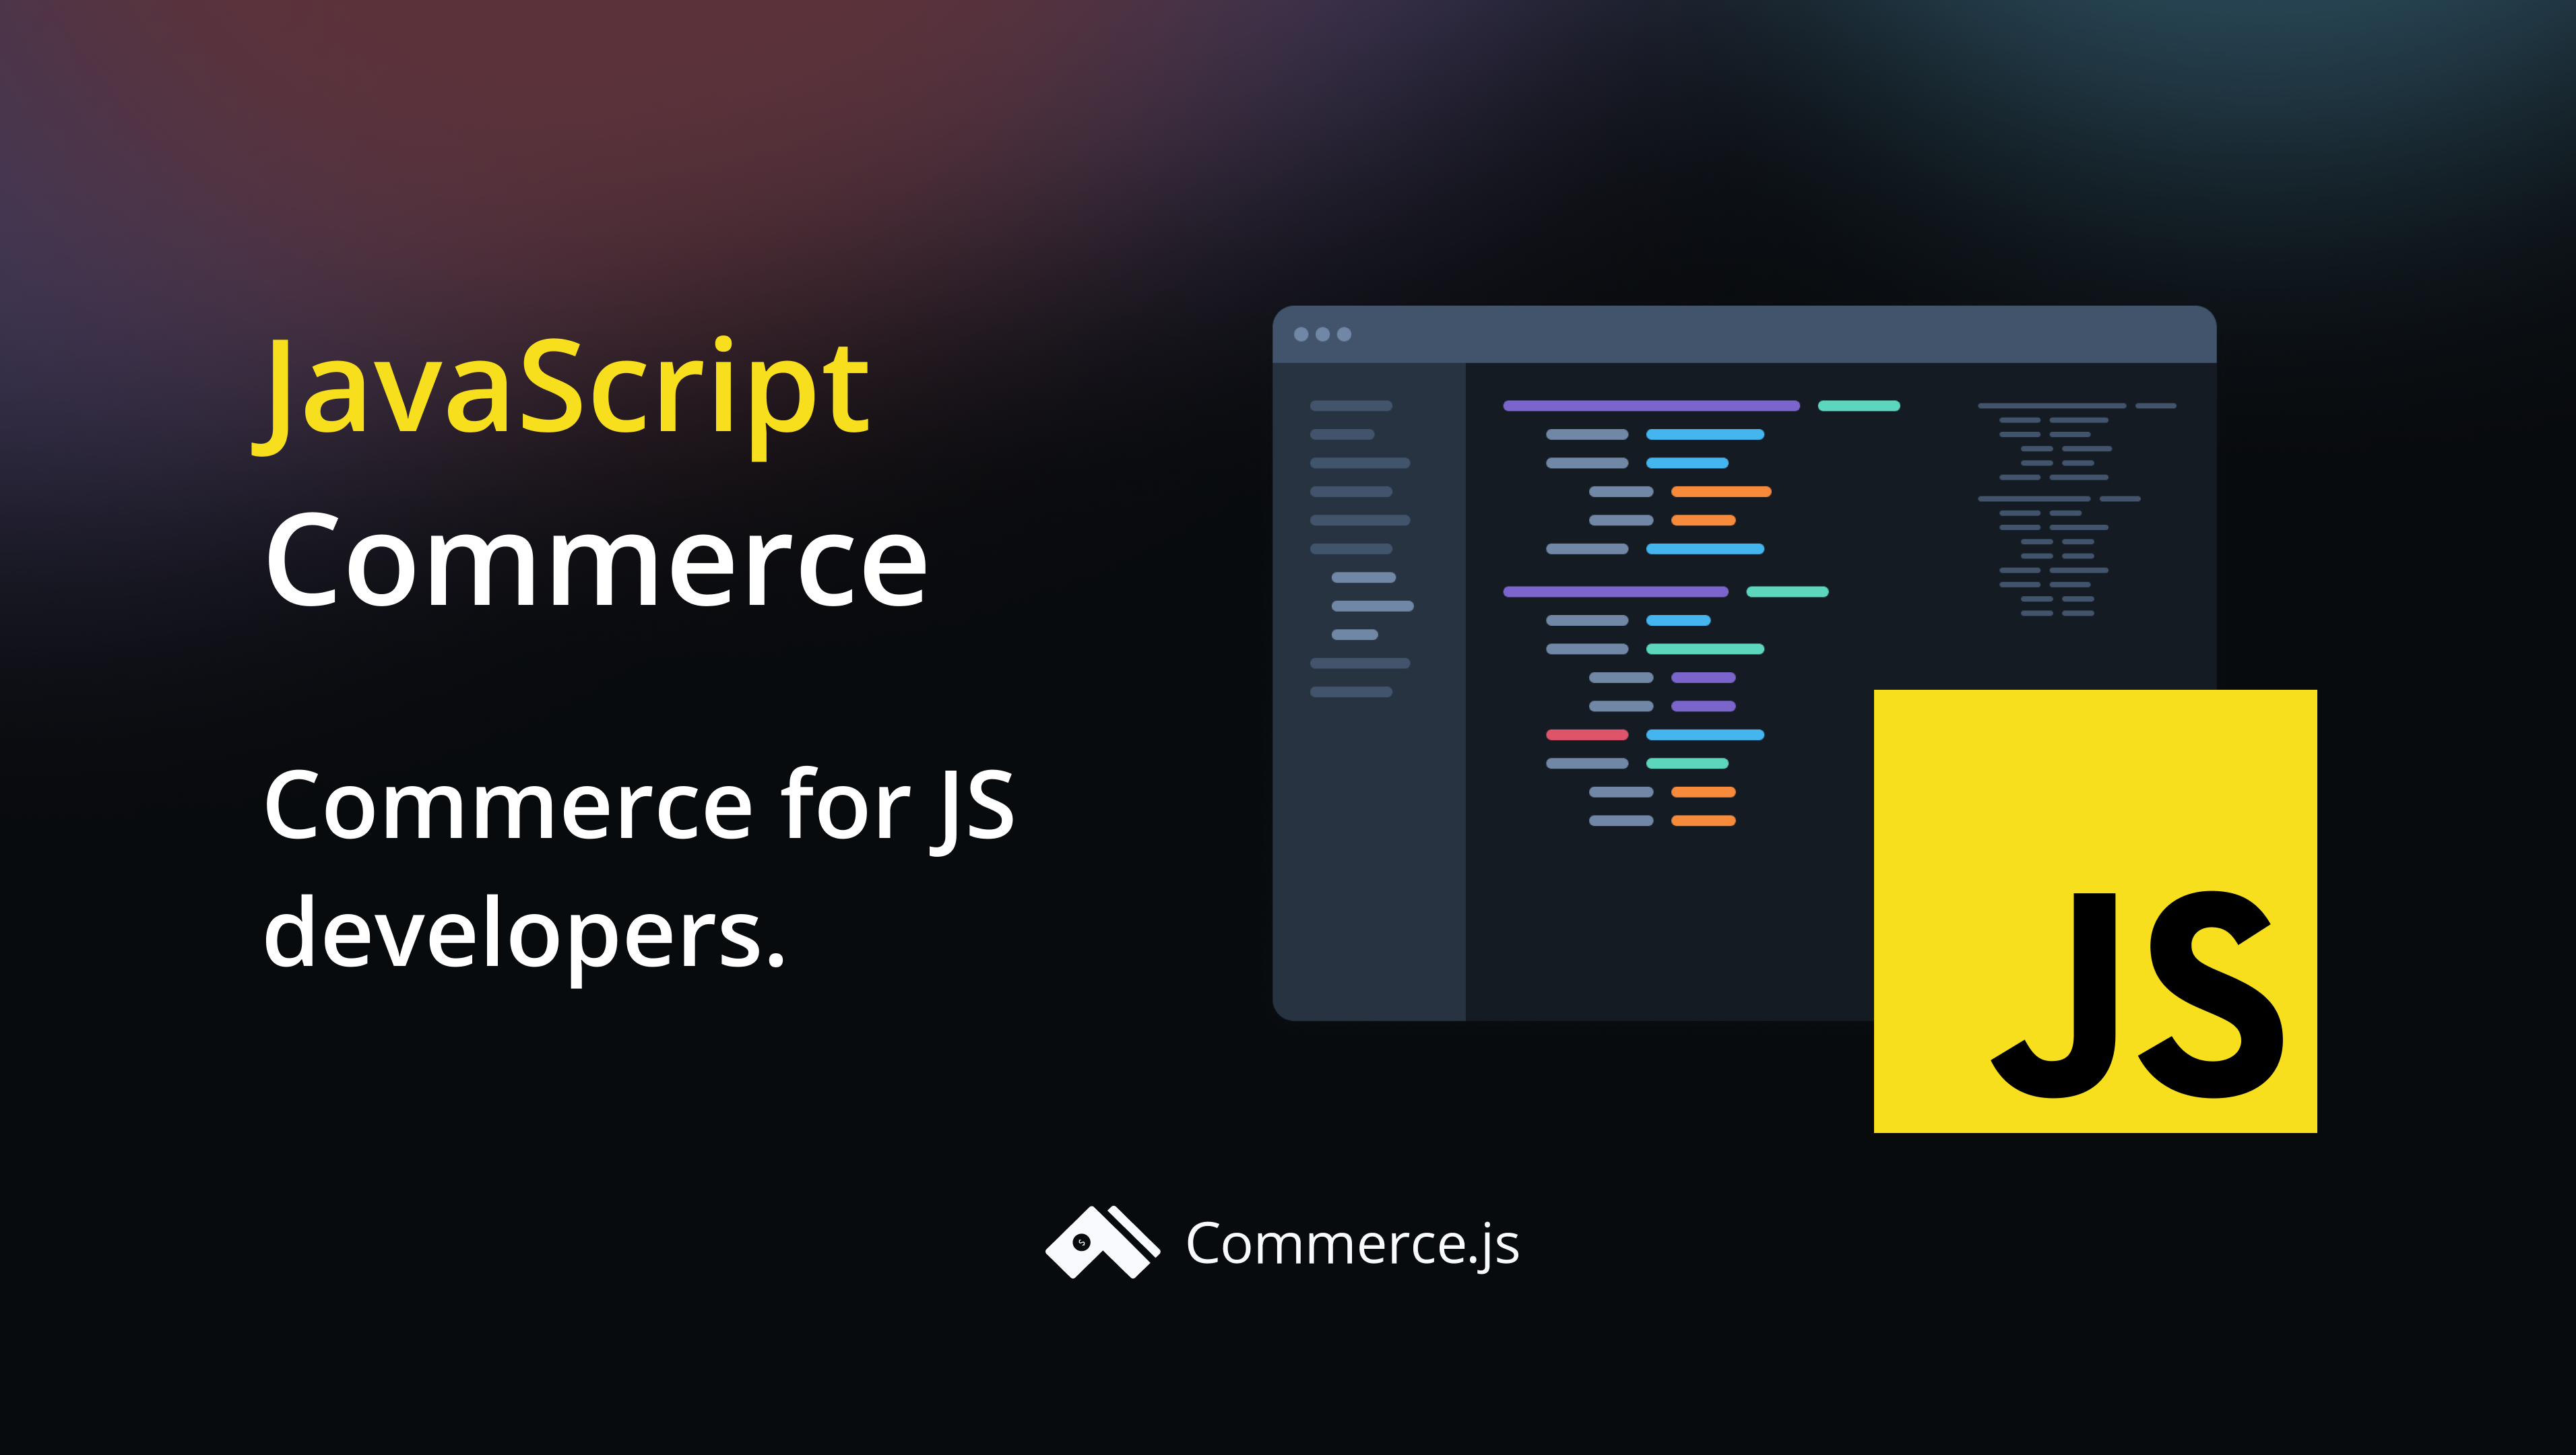 JavaScript
Commerce
Commerce for JS
developers.
JS
Commerce.js